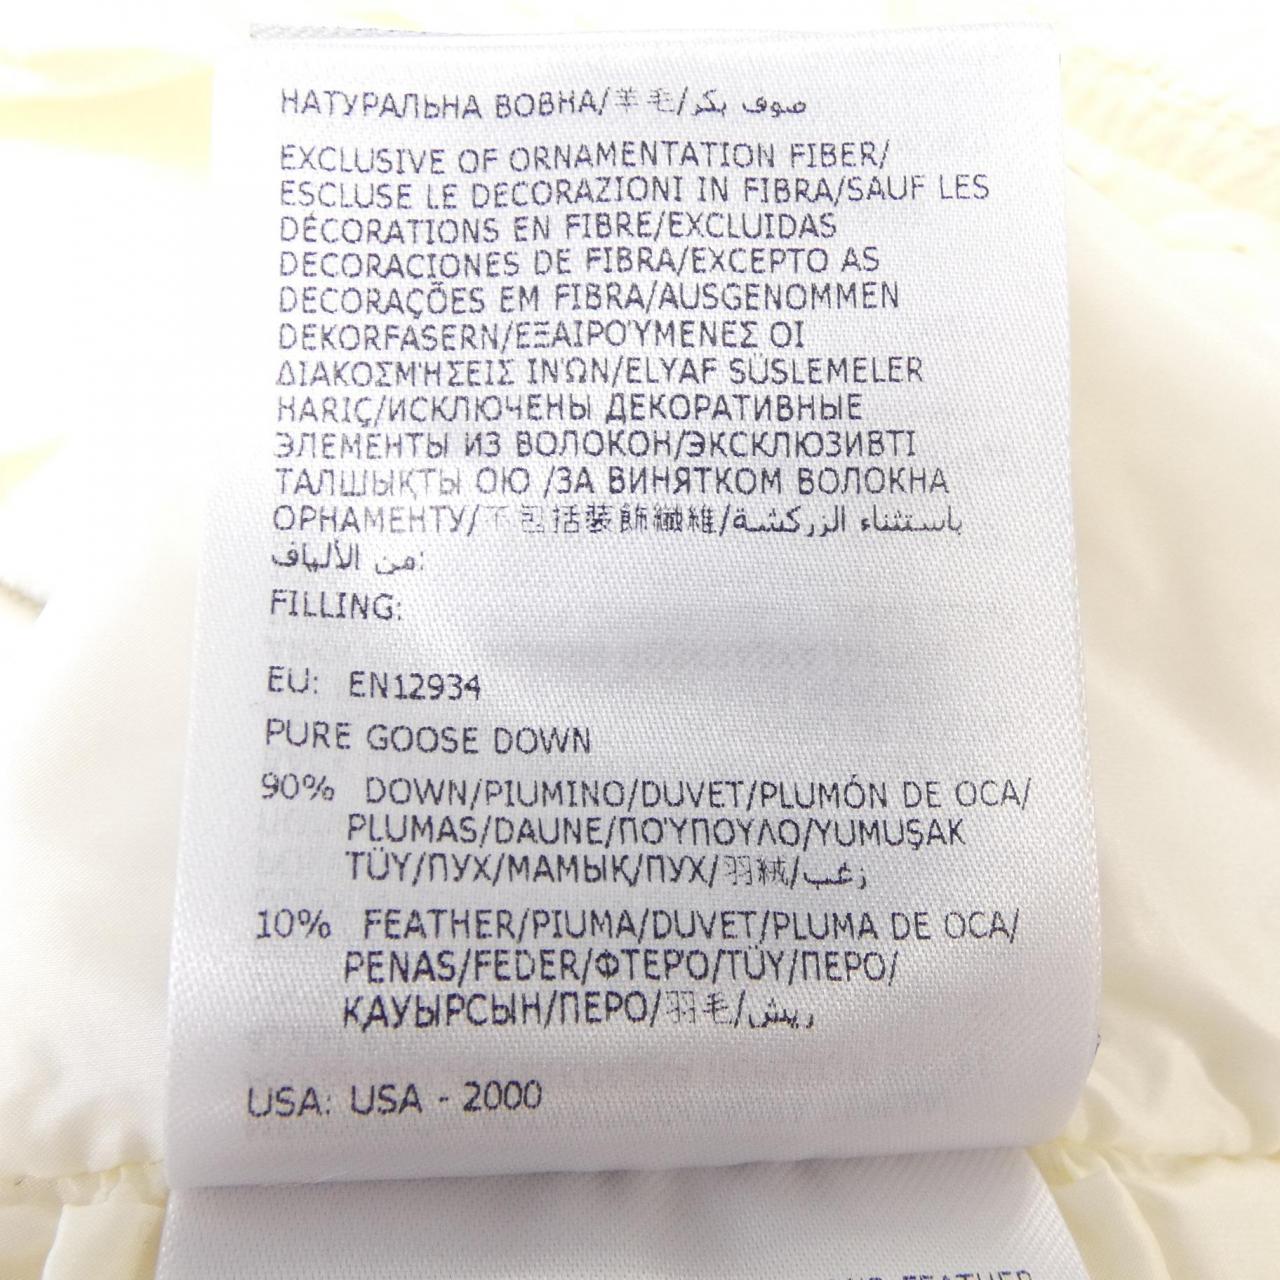 НАТУРАЛЬНА ВОВНА/羊毛/صوف بكر
EXCLUSIVE OF ORNAMENTATION FIBER/
ESCLUSE LE DECORAZIONI IN FIBRA/SAUF LES
DÉCORATIONS EN FIBRE/EXCLUIDAS
DECORACIONES DE FIBRA/EXCEPTO AS
DECORAÇÕES EM FIBRA/AUSGENOMMEN
DEKORFASERN/ΕΞΑΙΡΟΎΜΕΝΕΣ ΟΙ
ΔΙΑΚΟΣΜΉΣΕΙΣ ΙΝΏΝ/ELYAF SÜSLEMELER
HARIÇ/ИСКЛЮЧЕНЫ ДЕКОРАТИВНЫЕ
ЭЛЕМЕНТЫ ИЗ ВОЛОКОН/ЭКСКЛЮЗИВТІ
ТАЛШЫҚТЫ ОЮ /ЗА ВИНЯТКОМ ВОЛОКНА
ОРНАМЕНТУ/不包括裝飾纖維/باستثناء الزركشة
من الألياف:
FILLING:
EU: EN12934
PURE GOOSE DOWN
90% DOWN/PIUMINO/DUVET/PLUMÓN DE OCA/
PLUMAS/DAUNE/ΠΟΎΠΟΥΛΟ/YUMUŞAK
TÜY/ПУХ/МАМЫҚ/ПУХ/羽絨/زغب
10% FEATHER/PIUMA/DUVET/PLUMA DE OCA/
PENAS/FEDER/ΦΤΕΡΌ/TÜY/ПЕРО/
ҚАУЫРСЫН/ПЕРО/羽毛/ريش
USA: USA - 2000
FEATHER